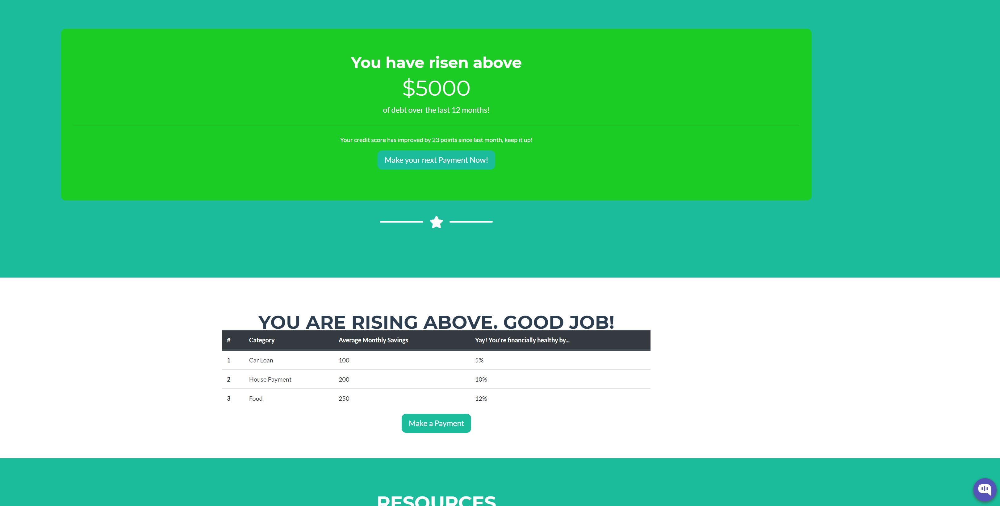 You have risen above
$5000
of debt over the last 12 months!
Your credit score has improved by 23 points since last month, keep it up!
Make your next Payment Now!
YOU ARE RISING ABOVE. GOOD JOB!
# Category Average Monthly Savings Yay! You're financially healthy by...
1 Car Loan 100 5%
2 House Payment 200 10%
3 Food 250 12%
Make a Payment
RESOURCES